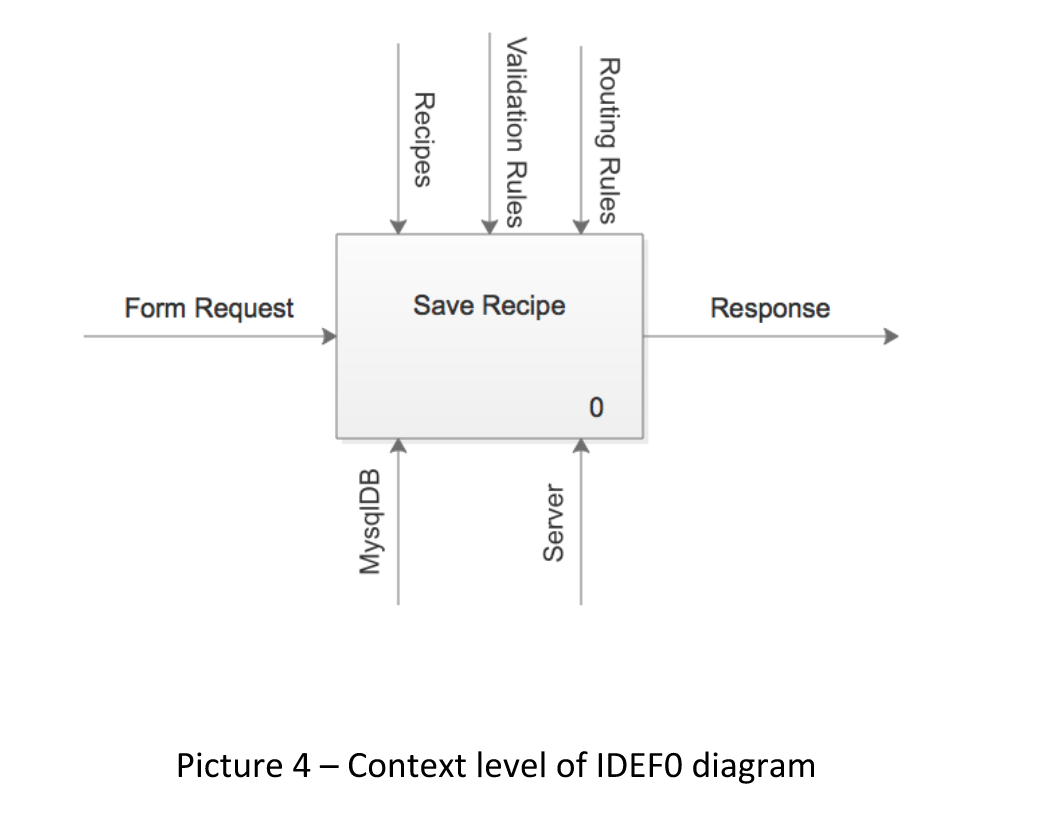 Recipes
Validation Rules
Routing Rules
Form Request
Save Recipe
Response
0
MysqlDB
Server
Picture 4 – Context level of IDEF0 diagram